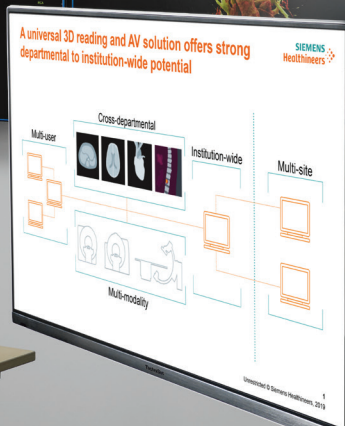 A universal 3D reading and AV solution offers strong
departmental to institution-wide potential
SIEMENS
Healthineers
Multi-user
Cross-departmental
Institution-wide
Multi-site
Multi-modality
Unrestricted © Siemens Healthineers, 2019